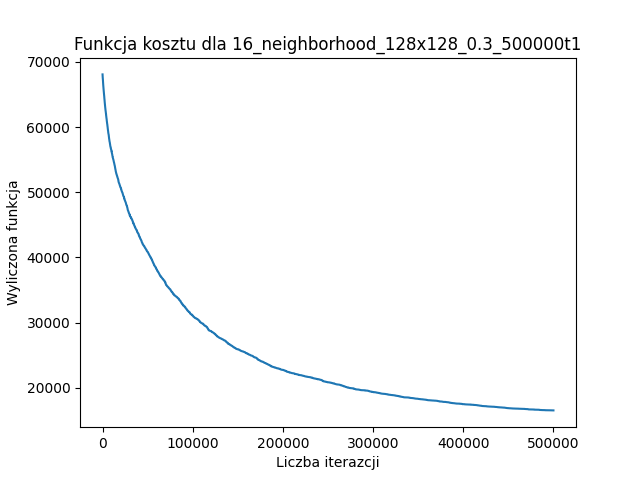 Funkcja kosztu dla 16_neighborhood_128x128_0.3_500000t1
70000
60000
50000
40000
30000
20000
Wyliczona funkcja
0 100000 200000 300000 400000 500000
Liczba iterazcji